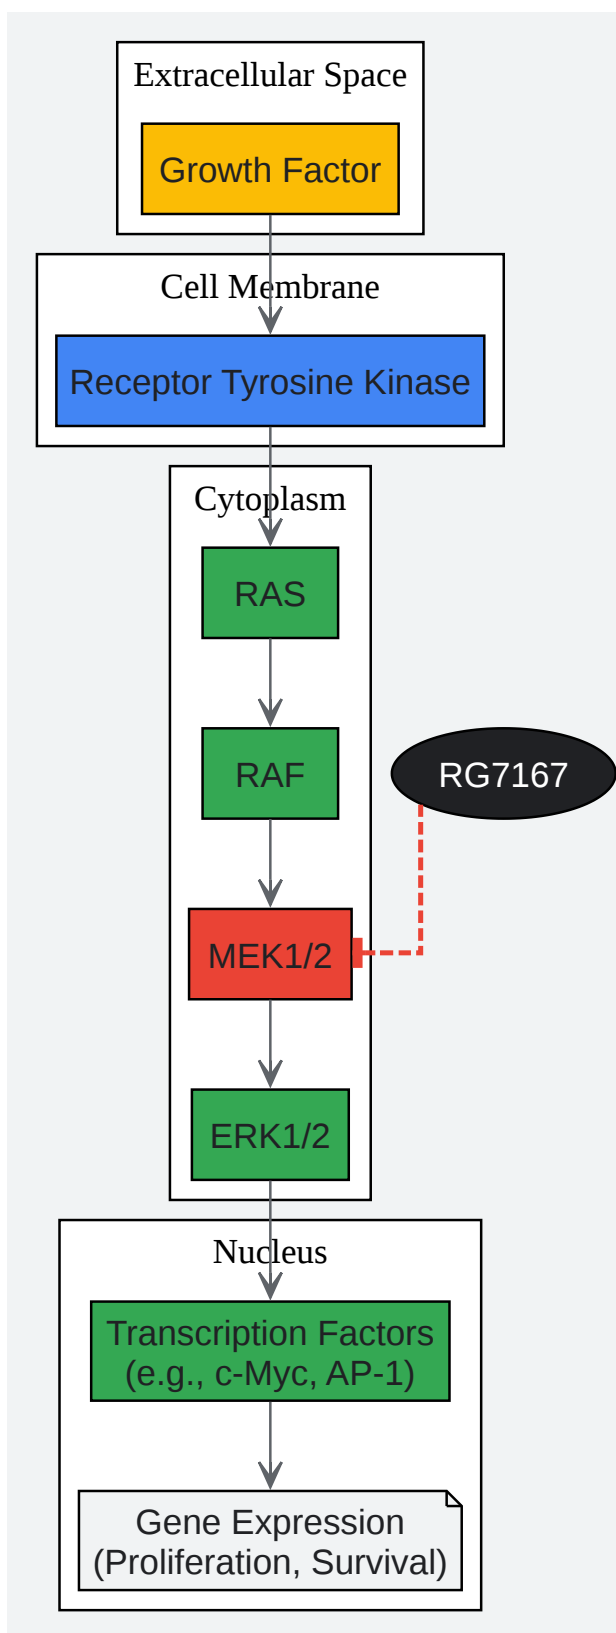 Extracellular Space
Growth Factor
Cell Membrane
Receptor Tyrosine Kinase
Cytoplasm
RAS
RAF
RG7167
MEK1/2
ERK1/2
Nucleus
Transcription Factors
(e.g., c-Myc, AP-1)
Gene Expression
(Proliferation, Survival)